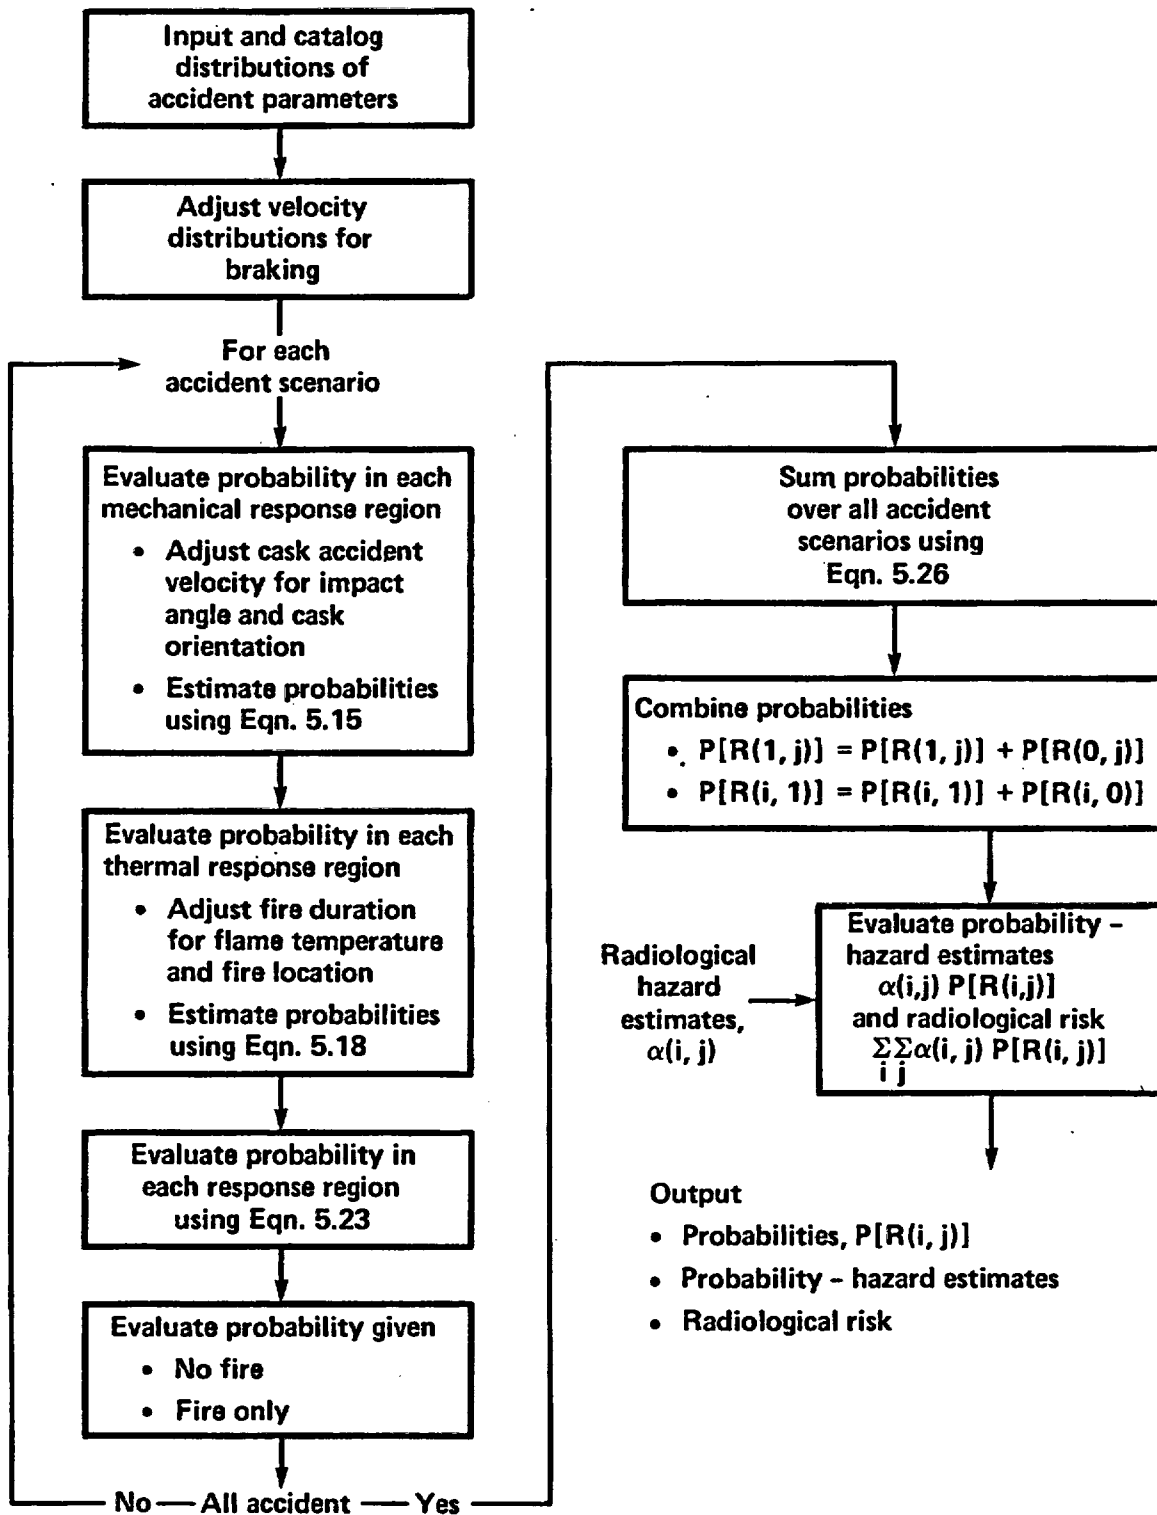 Input and catalog
distributions of
accident parameters
Adjust velocity
distributions for
braking
For each
accident scenario
Evaluate probability in each
mechanical response region
• Adjust cask accident
velocity for impact
angle and cask
orientation
• Estimate probabilities
using Eqn. 5.15
Evaluate probability in each
thermal response region
• Adjust fire duration
for flame temperature
and fire location
• Estimate probabilities
using Eqn. 5.18
Evaluate probability in
each response region
using Eqn. 5.23
Evaluate probability given
• No fire
• Fire only
No — All accident — Yes
Sum probabilities
over all accident
scenarios using
Eqn. 5.26
Combine probabilities
• P[R(1, j)] = P[R(1, j)] + P[R(0, j)]
• P[R(i, 1)] = P[R(i, 1)] + P[R(i, 0)]
Radiological
hazard
estimates,
α(i, j)
Evaluate probability –
hazard estimates
α(i,j) P[R(i,j)]
and radiological risk
ΣΣα(i, j) P[R(i, j)]
i j
Output
• Probabilities, P[R(i, j)]
• Probability – hazard estimates
• Radiological risk